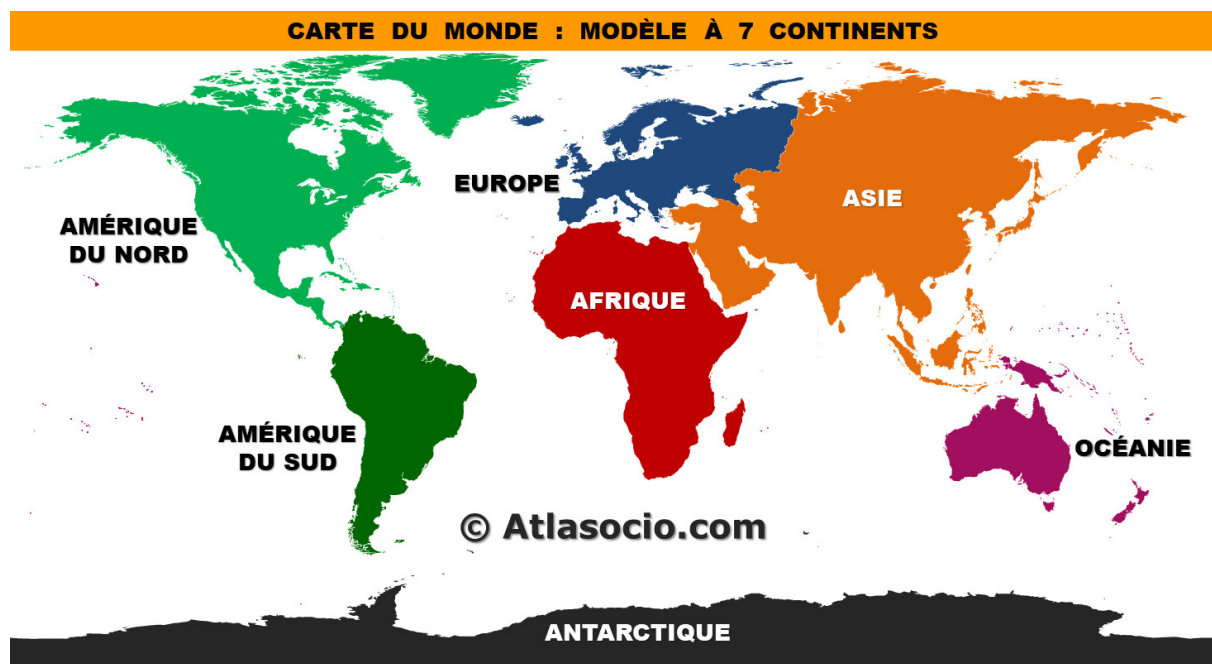 CARTE DU MONDE : MODÈLE À 7 CONTINENTS
EUROPE
ASIE
AMÉRIQUE
DU NORD
AFRIQUE
AMÉRIQUE
DU SUD
OCÉANIE
© Atlasocio.com
ANTARCTIQUE